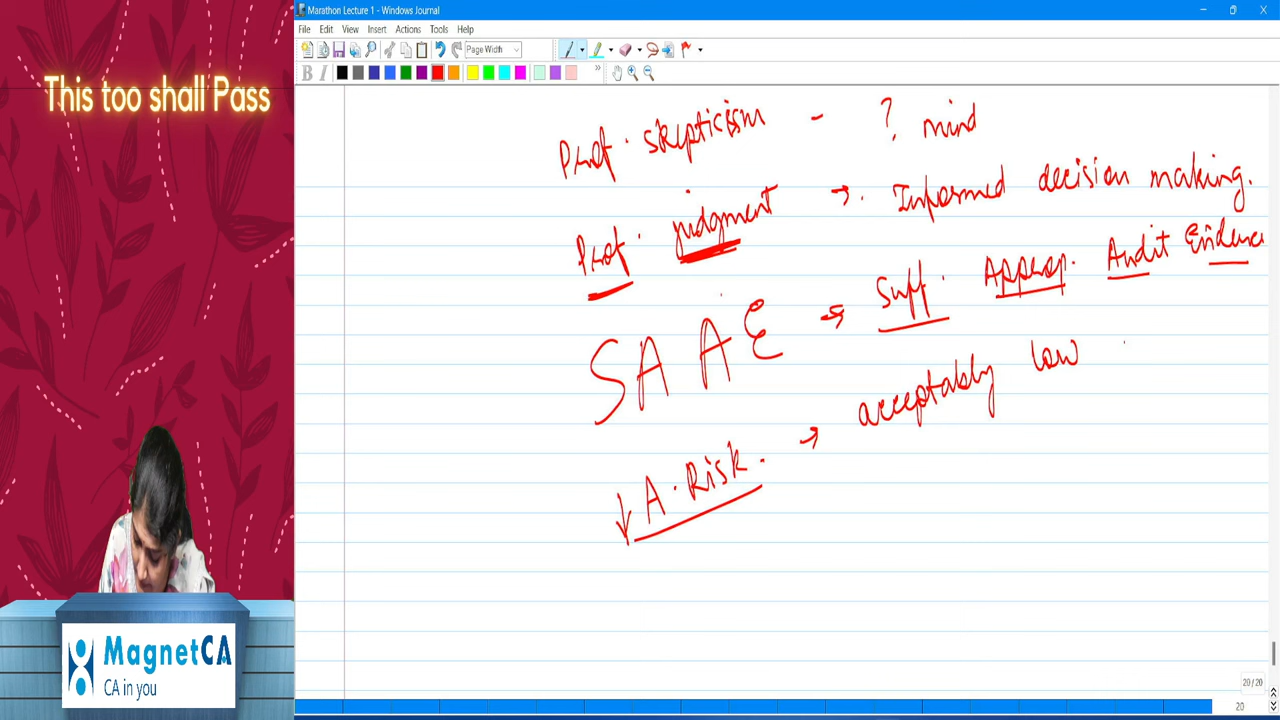 Marathon Lecture 1 - Windows Journal
File Edit View Insert Actions Tools Help
Page Width
B I
This too shall Pass
Prof. skepticism - ? mind
Prof. judgment → Informed decision making.
SAAE → Suff. Approp. Audit Evidence
↓ A. Risk. → acceptably low
MagnetCA
CA in you
20 / 20
20